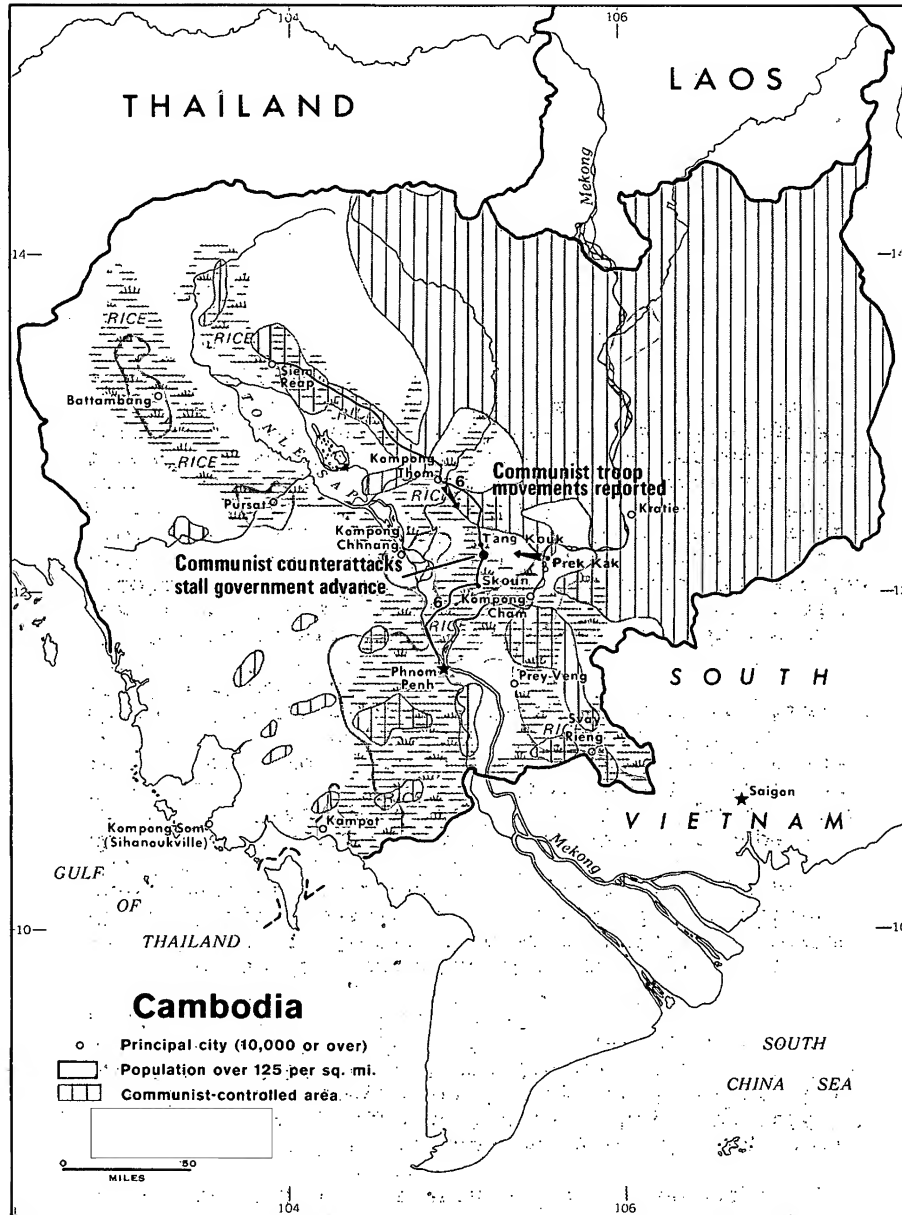 104
106
THAILAND
LAOS
Mekong
14
14
RICE
RICE
Siem
Reap
Battambang
TONLE SAP
RICE
Kompong
Thom
6
Communist troop
movements reported
Kratie
Pursat
Kompong
Chhnang
Tang Kouk
Prek Kak
Communist counterattacks
stall government advance
Skoun
12
Kompong
Cham
6
SOUTH
Phnom
Penh
Prey Veng
Svay
Rieng
Saigon
VIETNAM
Kompong Som
(Sihanoukville)
Kampot
Mekong
GULF
OF
THAILAND
10
10
Cambodia
Principal city (10,000 or over)
Population over 125 per sq. mi.
Communist-controlled area
SOUTH
CHINA SEA
0 50
MILES
104
106